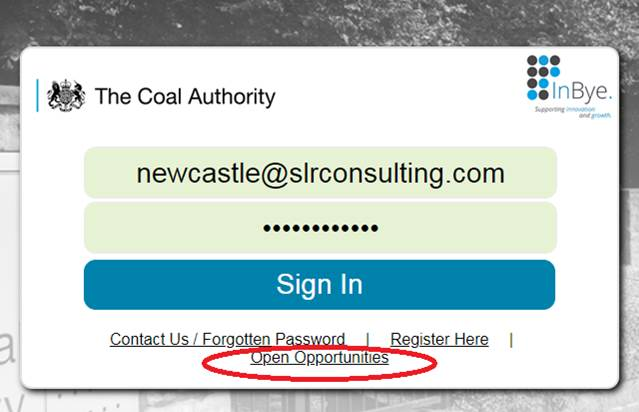 The Coal Authority
InBye.
Supporting innovation
and growth.
newcastle@slrconsulting.com
••••••••••••
Sign In
Contact Us / Forgotten Password | Register Here |
Open Opportunities
a